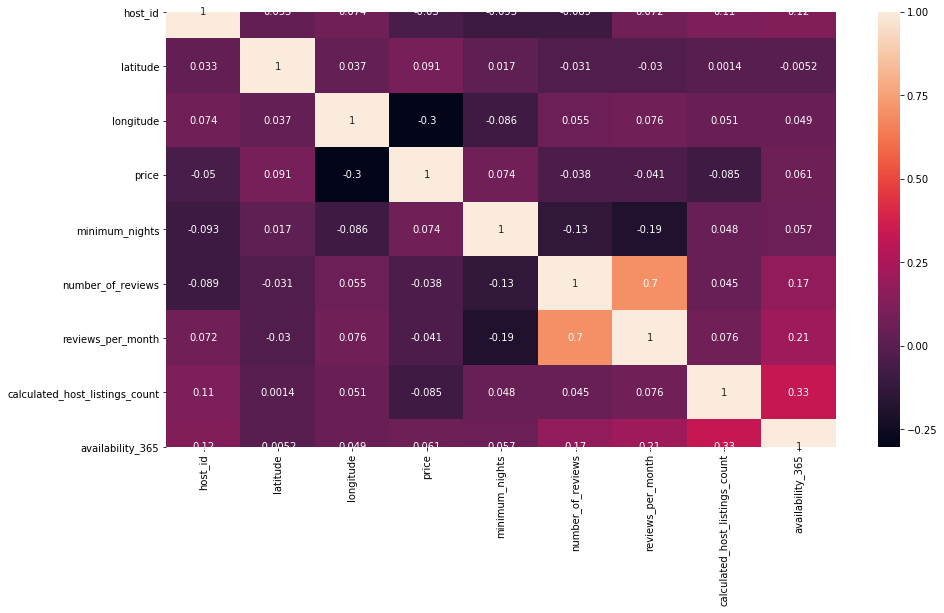 host_id 1 0.033 0.074 -0.05 -0.093 -0.089 0.072 0.11 0.12
latitude 0.033 1 0.037 0.091 0.017 -0.031 -0.03 0.0014 -0.0052
longitude 0.074 0.037 1 -0.3 -0.086 0.055 0.076 0.051 0.049
price -0.05 0.091 -0.3 1 0.074 -0.038 -0.041 -0.085 0.061
minimum_nights -0.093 0.017 -0.086 0.074 1 -0.13 -0.19 0.048 0.057
number_of_reviews -0.089 -0.031 0.055 -0.038 -0.13 1 0.7 0.045 0.17
reviews_per_month 0.072 -0.03 0.076 -0.041 -0.19 0.7 1 0.076 0.21
calculated_host_listings_count 0.11 0.0014 0.051 -0.085 0.048 0.045 0.076 1 0.33
availability_365 0.12 -0.0052 0.049 0.061 0.057 0.17 0.21 0.33 1
host_id
latitude
longitude
price
minimum_nights
number_of_reviews
reviews_per_month
calculated_host_listings_count
availability_365
1.00
0.75
0.50
0.25
0.00
−0.25